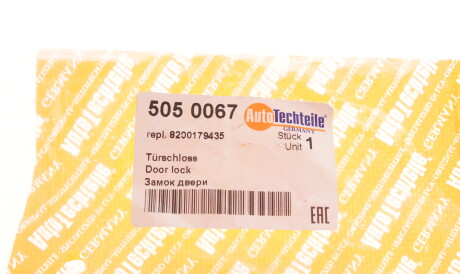 505 0067 AutoTechteile
GERMANY
repl. 8200179435 Stück
Unit 1
Türschloss
Door lock
Замок двери
EAC